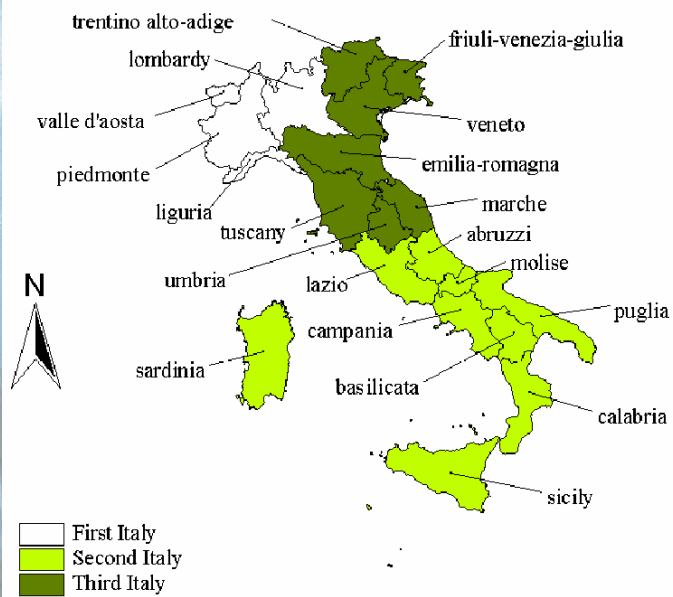 trentino alto-adige
friuli-venezia-giulia
lombardy
valle d'aosta
veneto
emilia-romagna
piedmonte
liguria
marche
tuscany
abruzzi
molise
umbria
lazio
N
puglia
campania
sardinia
basilicata
calabria
sicily
First Italy
Second Italy
Third Italy